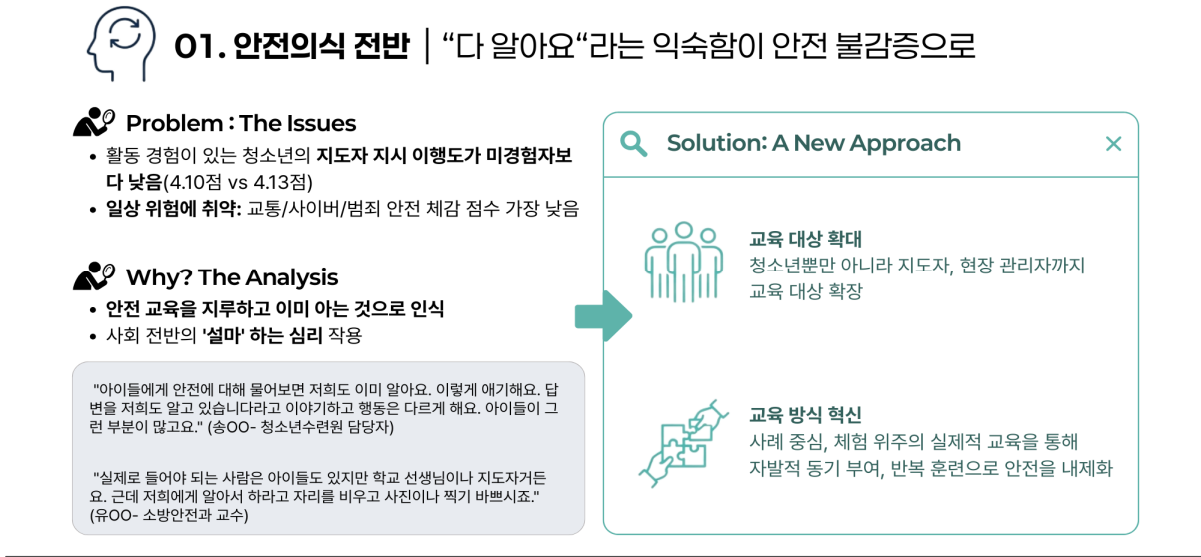 01. 안전의식 전반 | “다 알아요“라는 익숙함이 안전 불감증으로
Problem : The Issues
• 활동 경험이 있는 청소년의 지도자 지시 이행도가 미경험자보
다 낮음(4.10점 vs 4.13점)
• 일상 위험에 취약: 교통/사이버/범죄 안전 체감 점수 가장 낮음
Why? The Analysis
• 안전 교육을 지루하고 이미 아는 것으로 인식
• 사회 전반의 '설마' 하는 심리 작용
"아이들에게 안전에 대해 물어보면 저희도 이미 알아요. 이렇게 얘기해요. 답
변을 저희도 알고 있습니다라고 이야기하고 행동은 다르게 해요. 아이들이 그
런 부분이 많고요." (송OO- 청소년수련원 담당자)
"실제로 들어야 되는 사람은 아이들도 있지만 학교 선생님이나 지도자거든
요. 근데 저희에게 알아서 하라고 자리를 비우고 사진이나 찍기 바쁘시죠."
(유OO- 소방안전과 교수)
Solution: A New Approach
교육 대상 확대
청소년뿐만 아니라 지도자, 현장 관리자까지
교육 대상 확장
교육 방식 혁신
사례 중심, 체험 위주의 실제적 교육을 통해
자발적 동기 부여, 반복 훈련으로 안전을 내제화